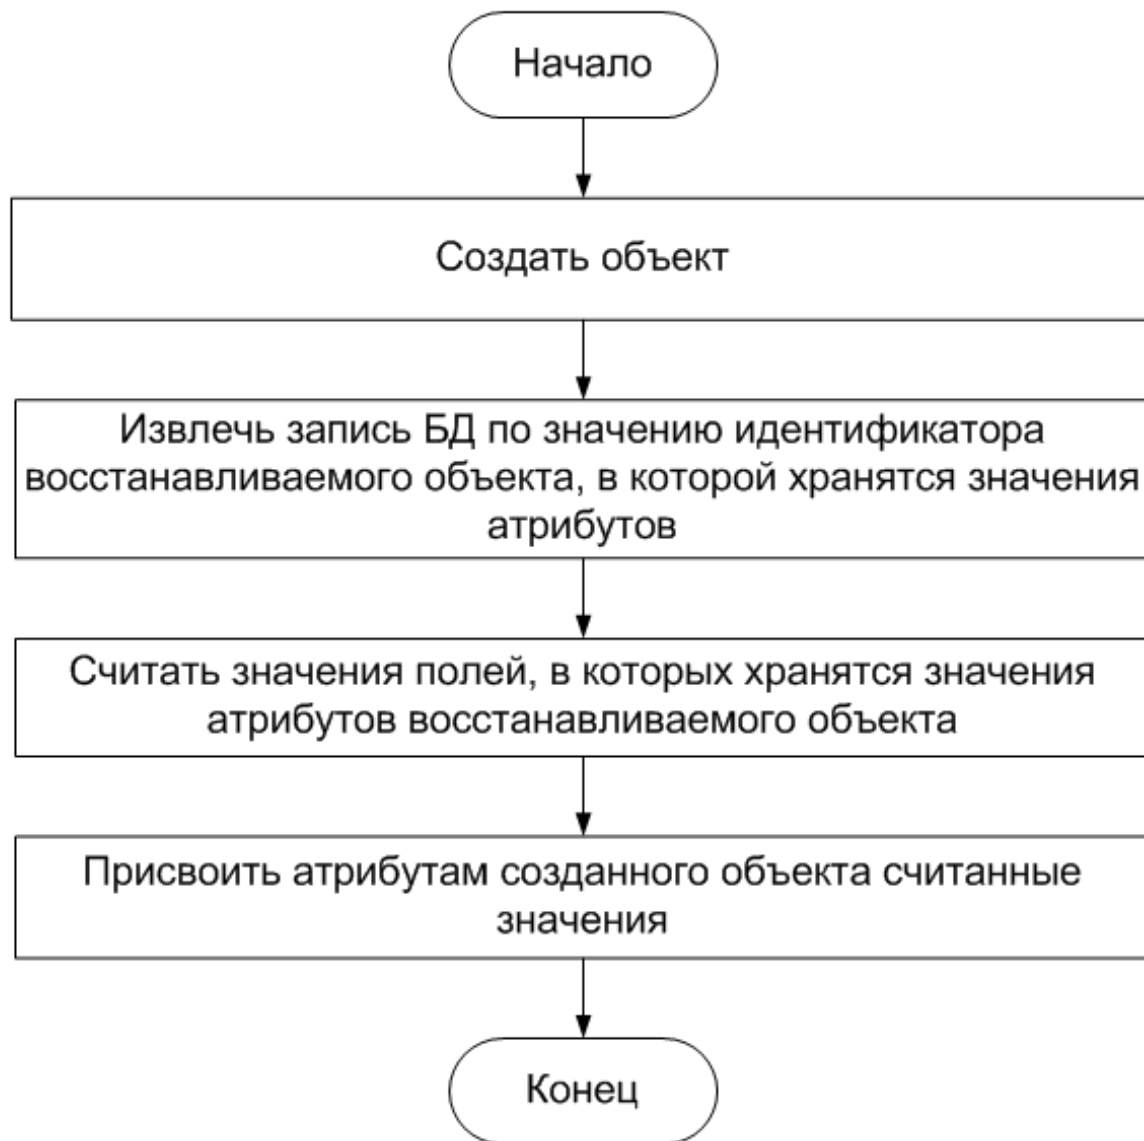 Начало
Создать объект
Извлечь запись БД по значению идентификатора
восстанавливаемого объекта, в которой хранятся значения
атрибутов
Считать значения полей, в которых хранятся значения
атрибутов восстанавливаемого объекта
Присвоить атрибутам созданного объекта считанные
значения
Конец